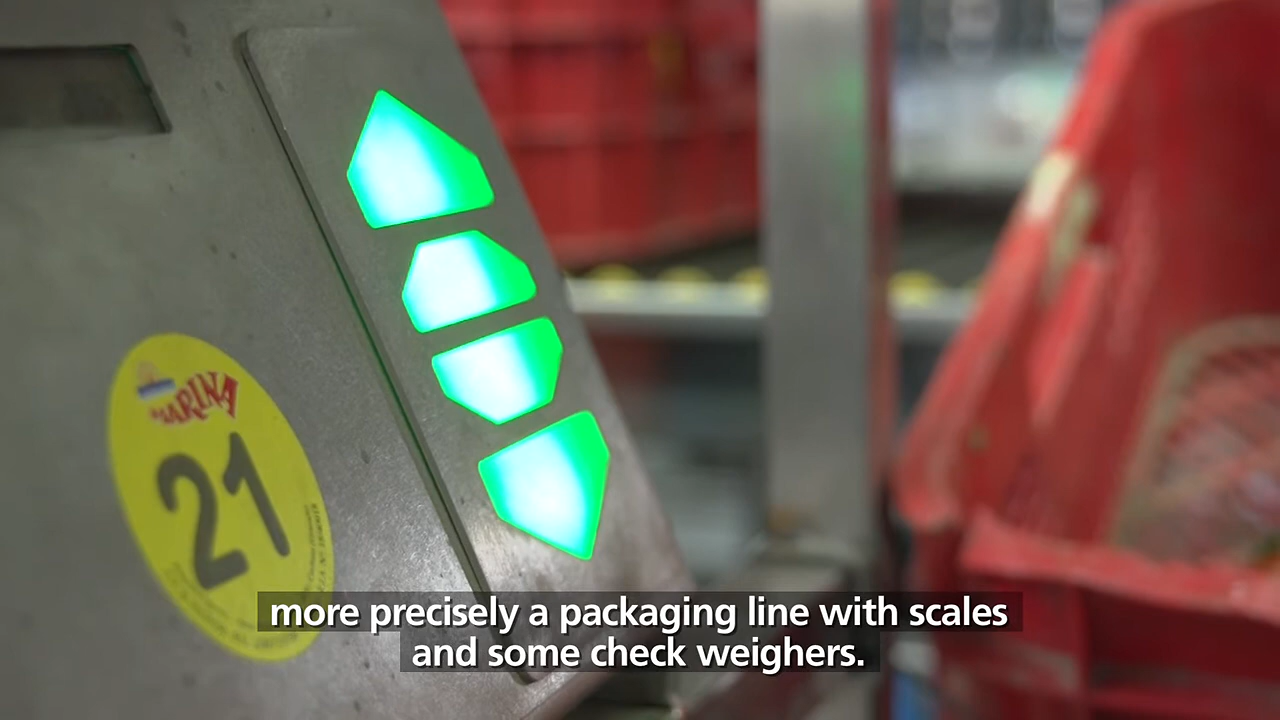 MARINA
21
more precisely a packaging line with scales
and some check weighers.